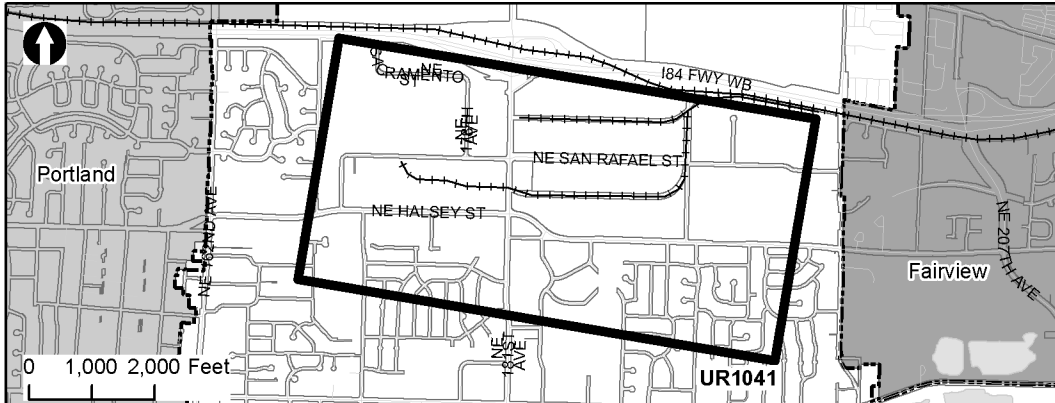 I84 FWY WB
NE
SACRAMENTO
ST
NE
AVE
NE SAN RAFAEL ST
Portland
NE 162ND AVE
NE HALSEY ST
NE 207TH AVE
Fairview
NE
181ST
AVE
0 1,000 2,000 Feet
UR1041